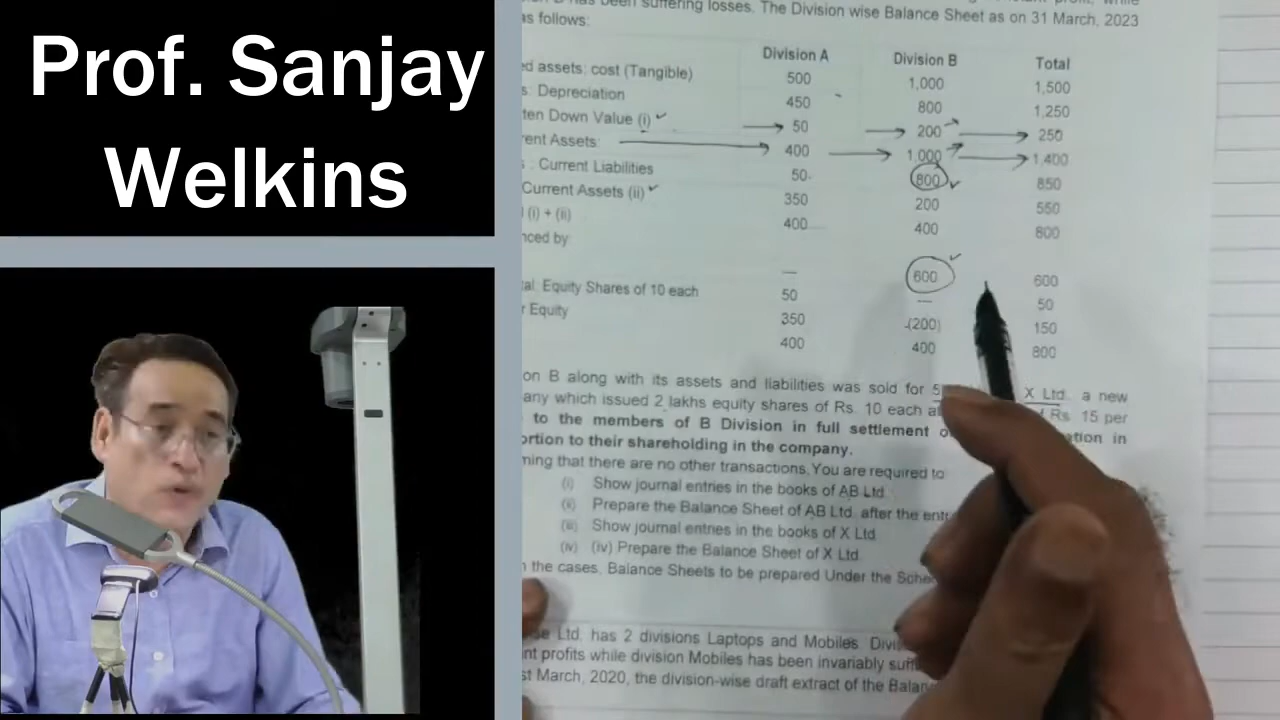 Prof. Sanjay
Welkins
has been suffering losses. The Division wise Balance Sheet as on 31 March, 2023
as follows:
Division A Division B Total
ed assets: cost (Tangible) 500 1,000 1,500
s: Depreciation 450 800 1,250
ten Down Value (i) 50 200 250
rent Assets: 400 1,000 1,400
: Current Liabilities 50 800 850
Current Assets (ii) 350 200 550
(i) + (ii) 400 400 800
nced by:
— 600 600
al: Equity Shares of 10 each 50 — 50
r Equity 350 (200) 150
400 400 800
on B along with its assets and liabilities was sold for X Ltd. a new
any which issued 2 lakhs equity shares of Rs. 10 each at Rs. 15 per
to the members of B Division in full settlement
ortion to their shareholding in the company.
ming that there are no other transactions, You are required to:
(i) Show journal entries in the books of AB Ltd.
(ii) Prepare the Balance Sheet of AB Ltd. after the
(iii) Show journal entries in the books of X Ltd.
(iv) (iv) Prepare the Balance Sheet of X Ltd.
the cases, Balance Sheets to be prepared Under the
Ltd. has 2 divisions Laptops and Mobiles.
nt profits while division Mobiles has been invariably
st March, 2020, the division-wise draft extract of the